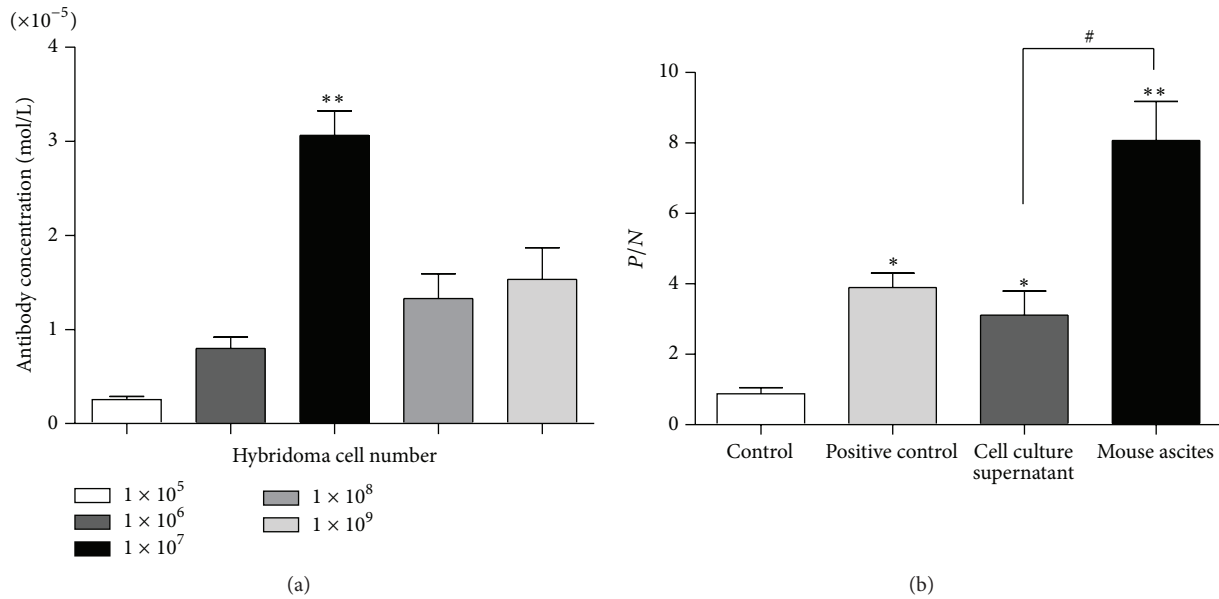 (×10⁻⁵)
4
3
2
1
0
Antibody concentration (mol/L)
**
Hybridoma cell number
1 × 10⁵
1 × 10⁶
1 × 10⁷
1 × 10⁸
1 × 10⁹
(a)
10
8
6
4
2
0
P/N
#
*
*
**
Control
Positive control
Cell culture
supernatant
Mouse ascites
(b)